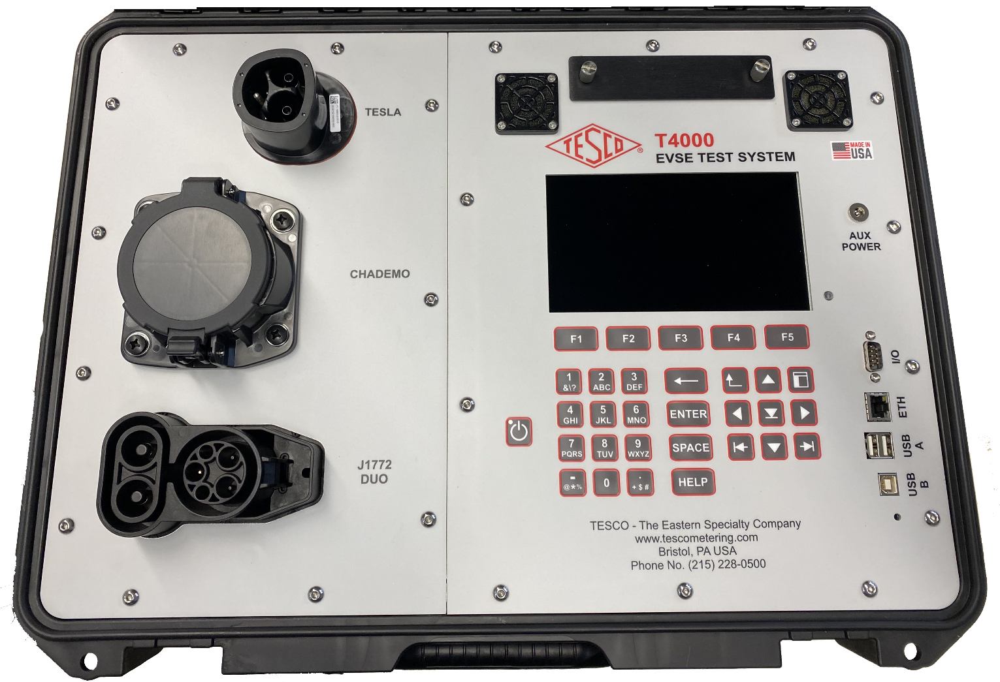 TESLA
CHADEMO
J1772
DUO
TESCO®
T4000
EVSE TEST SYSTEM
MADE IN
USA
AUX
POWER
F1 F2 F3 F4 F5
1 2 3
&\? ABC DEF
4 5 6
GHI JKL MNO
ENTER
7 8 9
PQRS TUV WXYZ
SPACE
- 0 .
@*% +$#
HELP
I/O
ETH
USB
A
USB
B
TESCO - The Eastern Specialty Company
www.tescometering.com
Bristol, PA USA
Phone No. (215) 228-0500